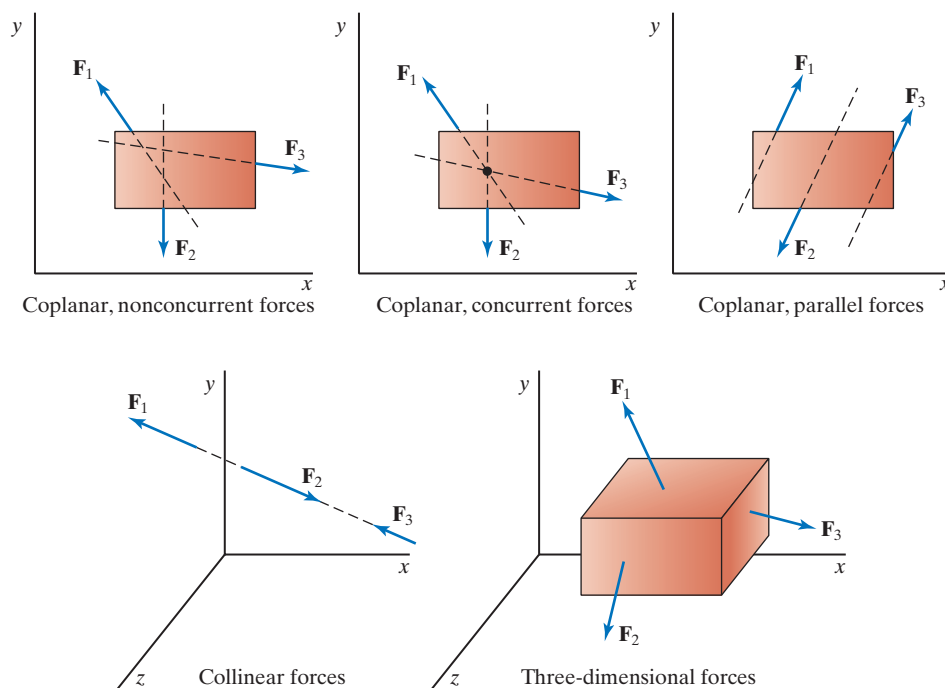 y
F1
F3
F2
x
Coplanar, nonconcurrent forces
y
F1
F3
F2
x
Coplanar, concurrent forces
y
F1
F3
F2
x
Coplanar, parallel forces
y
F1
F2
F3
x
z
Collinear forces
y
F1
F3
F2
x
z
Three-dimensional forces